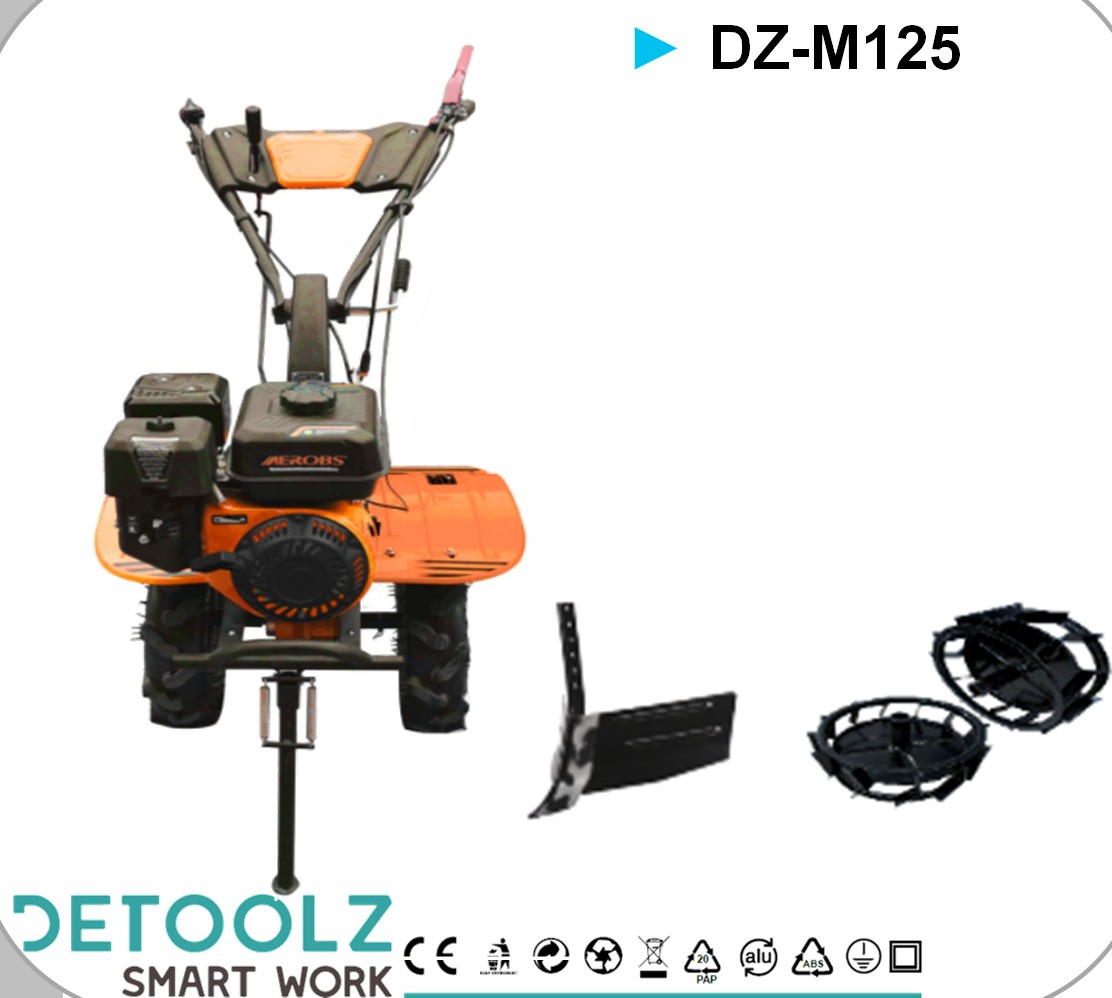 DZ-M125
AEROBS
DETOOLZ
SMART WORK
CE
20
PAP
alu
ABS